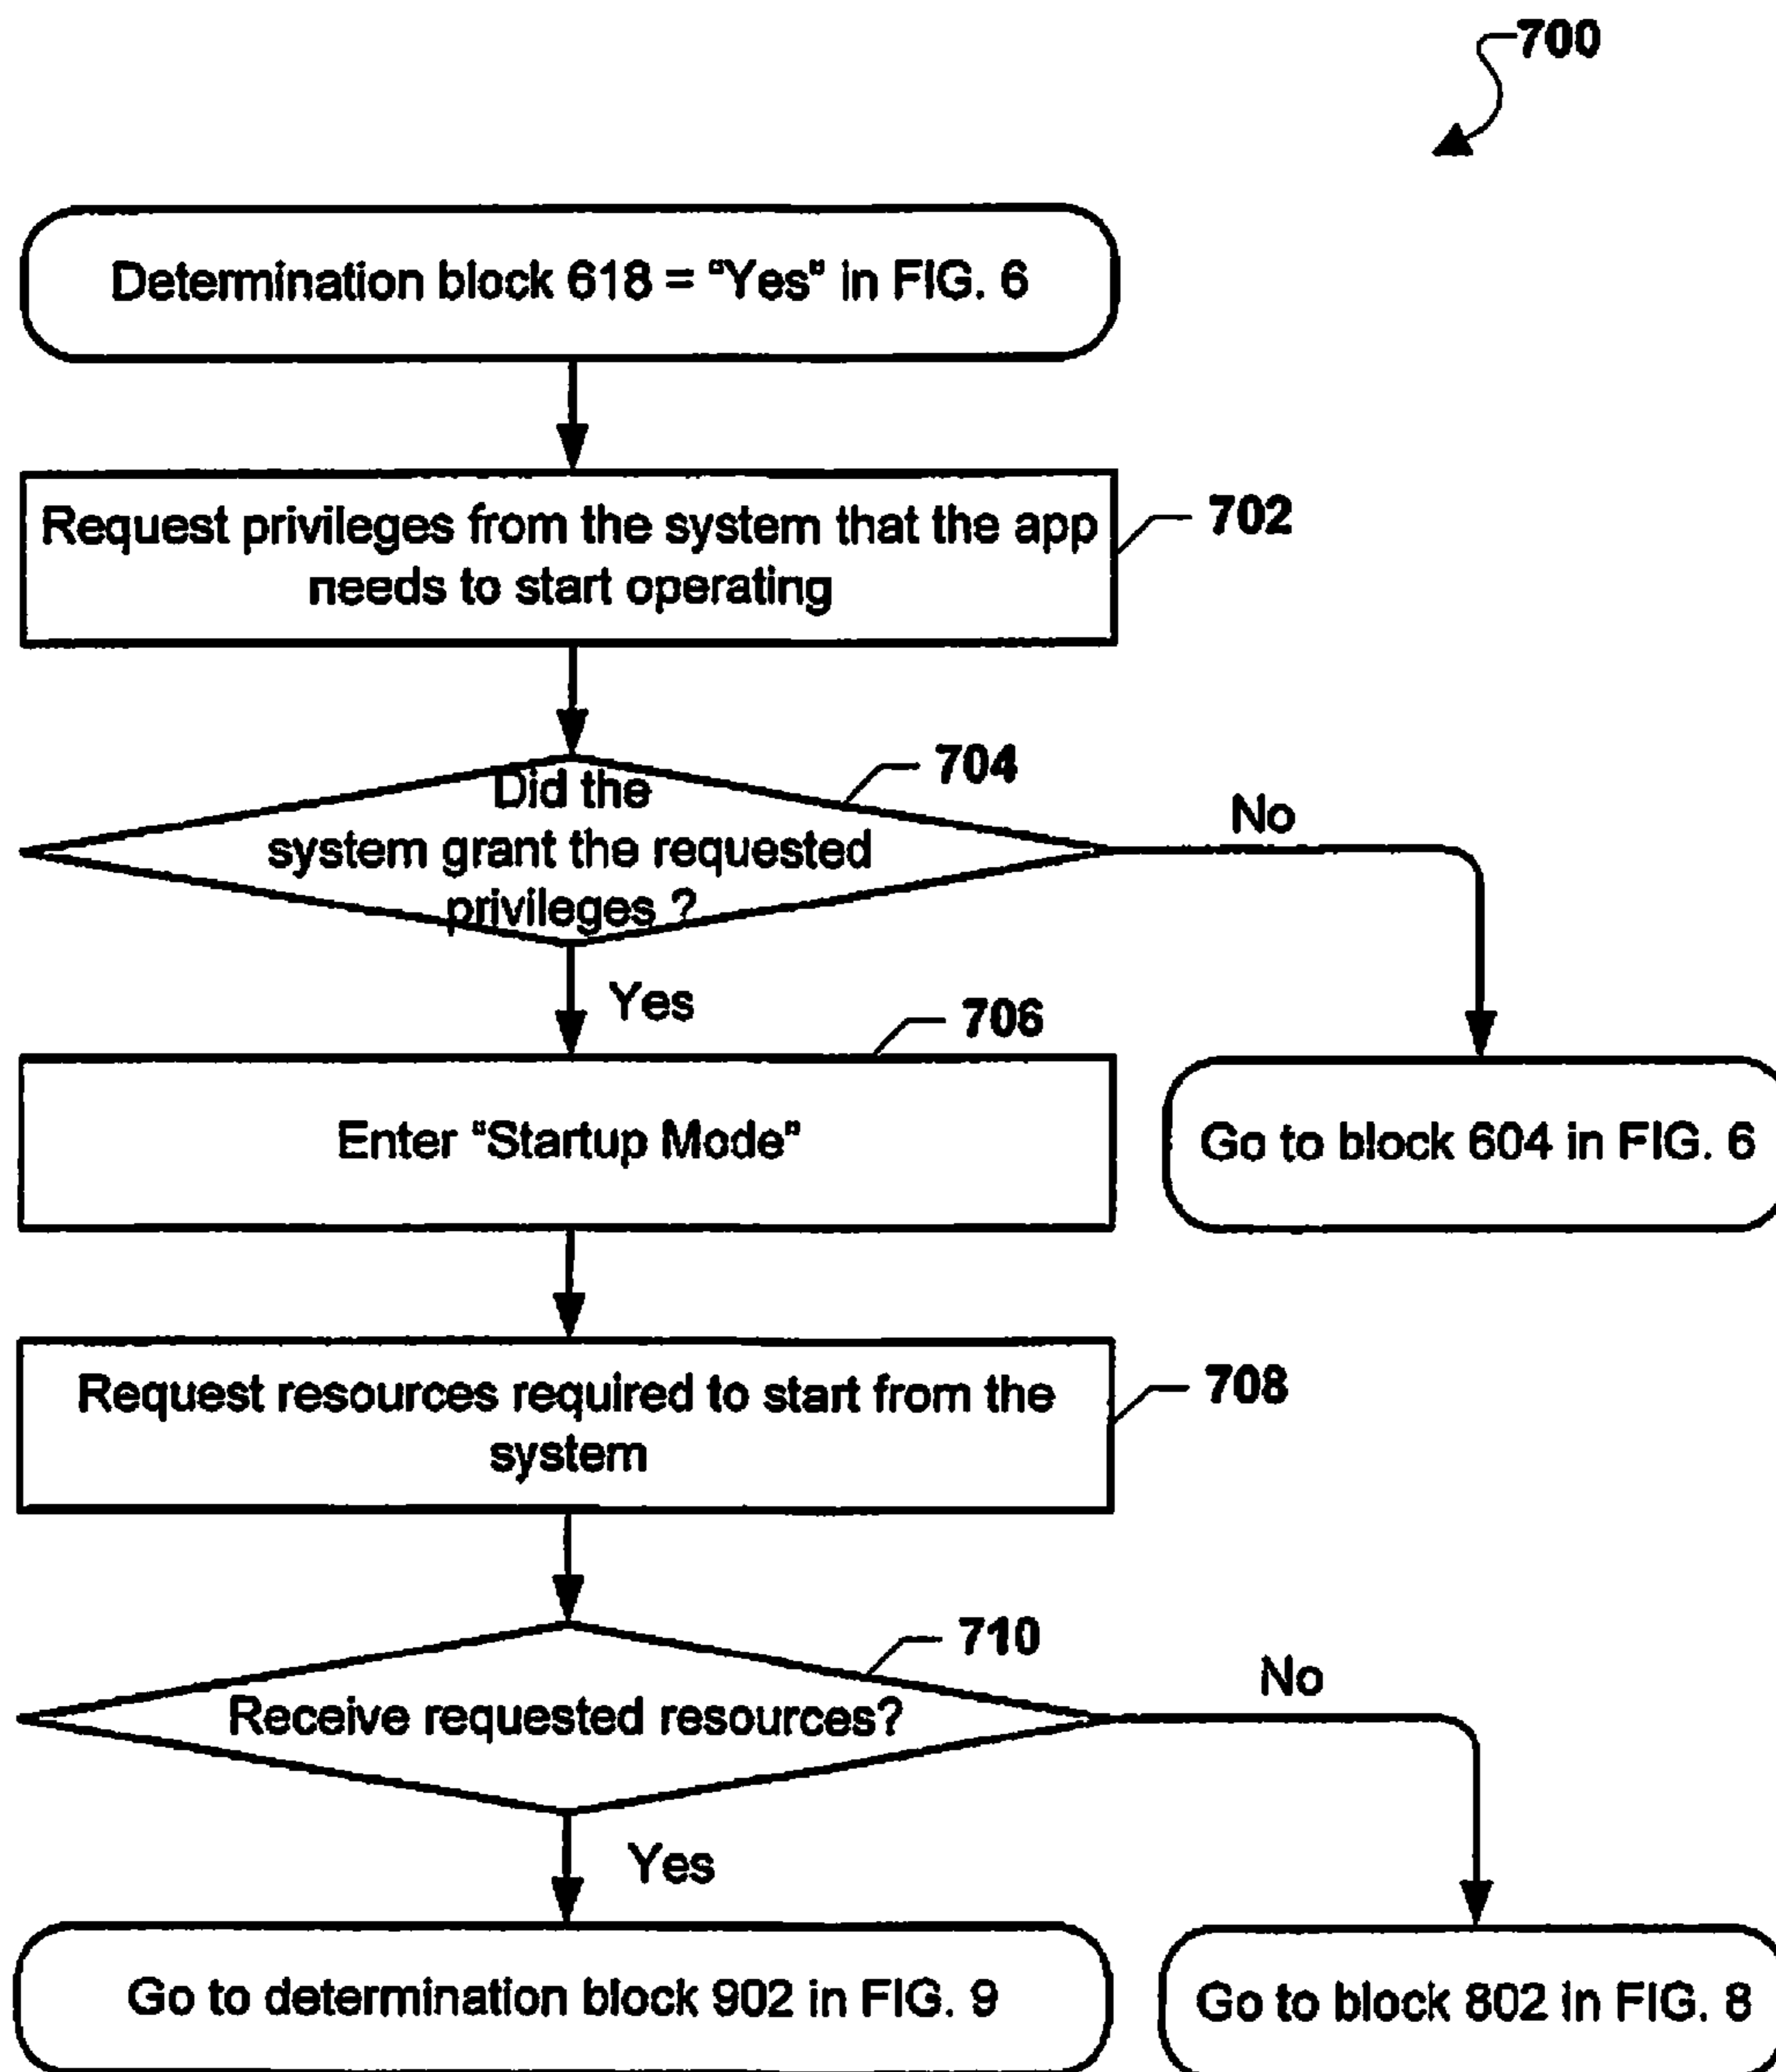 700
Determination block 618 = "Yes" in FIG. 6
Request privileges from the system that the app
needs to start operating
702
704
Did the
system grant the requested
privileges ?
No
Yes
706
Enter "Startup Mode"
Go to block 604 in FIG. 6
Request resources required to start from the
system
708
710
Receive requested resources?
No
Yes
Go to determination block 902 in FIG. 9
Go to block 802 in FIG. 8